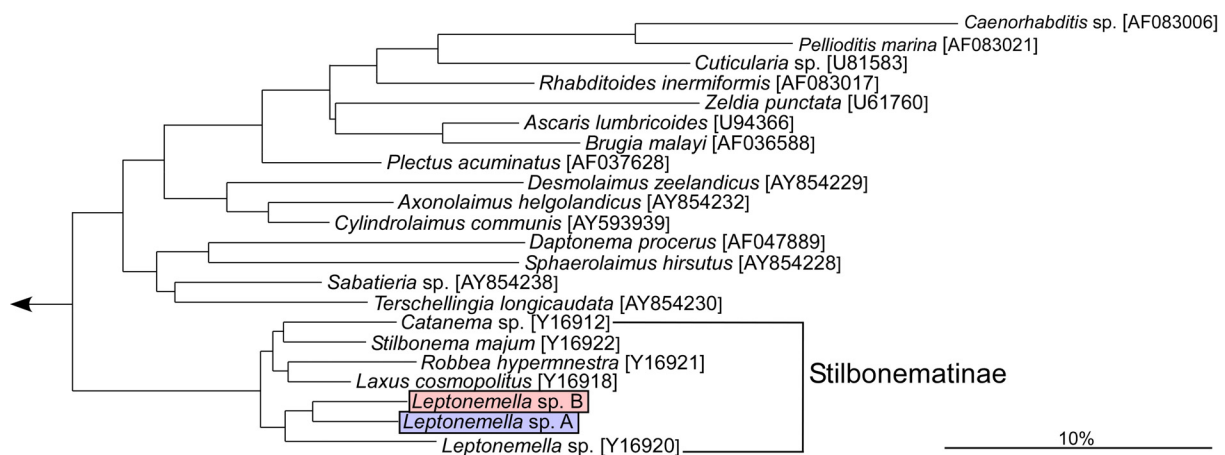 Caenorhabditis sp. [AF083006]
Pellioditis marina [AF083021]
Cuticularia sp. [U81583]
Rhabditoides inermiformis [AF083017]
Zeldia punctata [U61760]
Ascaris lumbricoides [U94366]
Brugia malayi [AF036588]
Plectus acuminatus [AF037628]
Desmolaimus zeelandicus [AY854229]
Axonolaimus helgolandicus [AY854232]
Cylindrolaimus communis [AY593939]
Daptonema procerus [AF047889]
Sphaerolaimus hirsutus [AY854228]
Sabatieria sp. [AY854238]
Terschellingia longicaudata [AY854230]
Catanema sp. [Y16912]
Stilbonema majum [Y16922]
Robbea hypermnestra [Y16921]
Laxus cosmopolitus [Y16918]
Leptonemella sp. B
Leptonemella sp. A
Leptonemella sp. [Y16920]
Stilbonematinae
10%